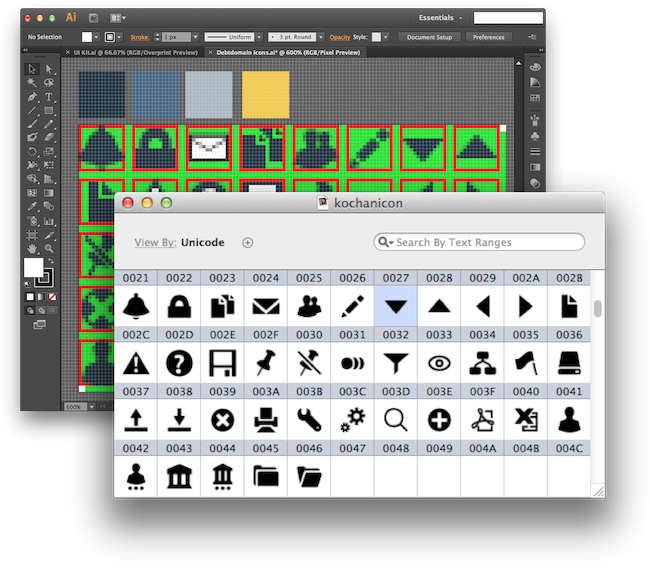 Ai Br Essentials
No Selection Stroke: 1 px Uniform 3 pt. Round Opacity Style: Document Setup Preferences
UI Kit.ai @ 66.67% (RGB/Overprint Preview) Debtdomain Icons.ai* @ 600% (RGB/Pixel Preview)
600%
kochanicon
View By: Unicode Search By Text Ranges
0021 0022 0023 0024 0025 0026 0027 0028 0029 002A 002B
002C 002D 002E 002F 0030 0031 0032 0033 0034 0035 0036
0037 0038 0039 003A 003B 003C 003D 003E 003F 0040 0041
0042 0043 0044 0045 0046 0047 0048 0049 004A 004B 004C